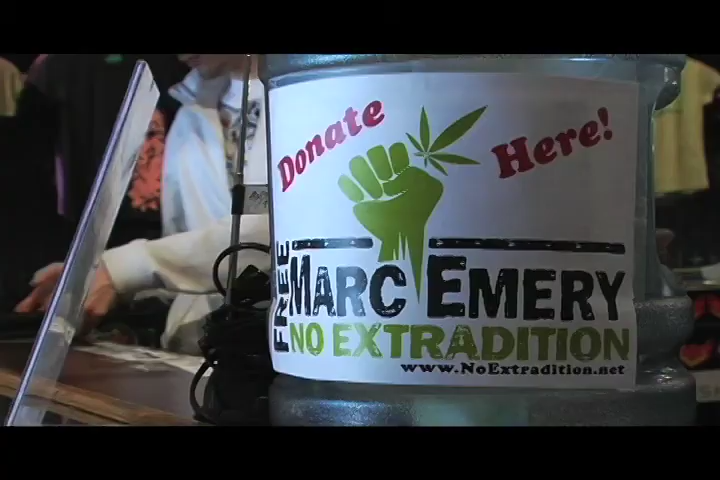 Donate Here!
FREE
MARC EMERY
NO EXTRADITION
www.NoExtradition.net